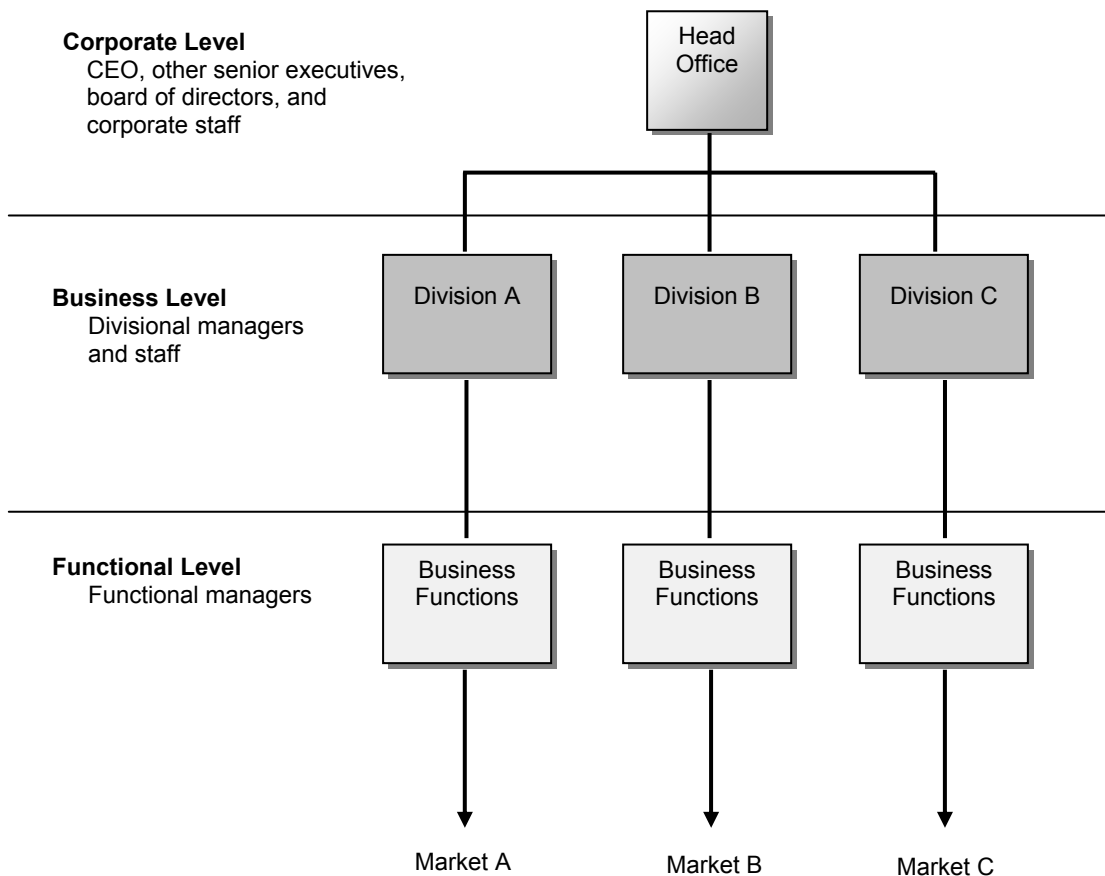 Corporate Level
CEO, other senior executives,
board of directors, and
corporate staff
Head
Office
Business Level
Divisional managers
and staff
Division A
Division B
Division C
Functional Level
Functional managers
Business
Functions
Business
Functions
Business
Functions
Market A
Market B
Market C